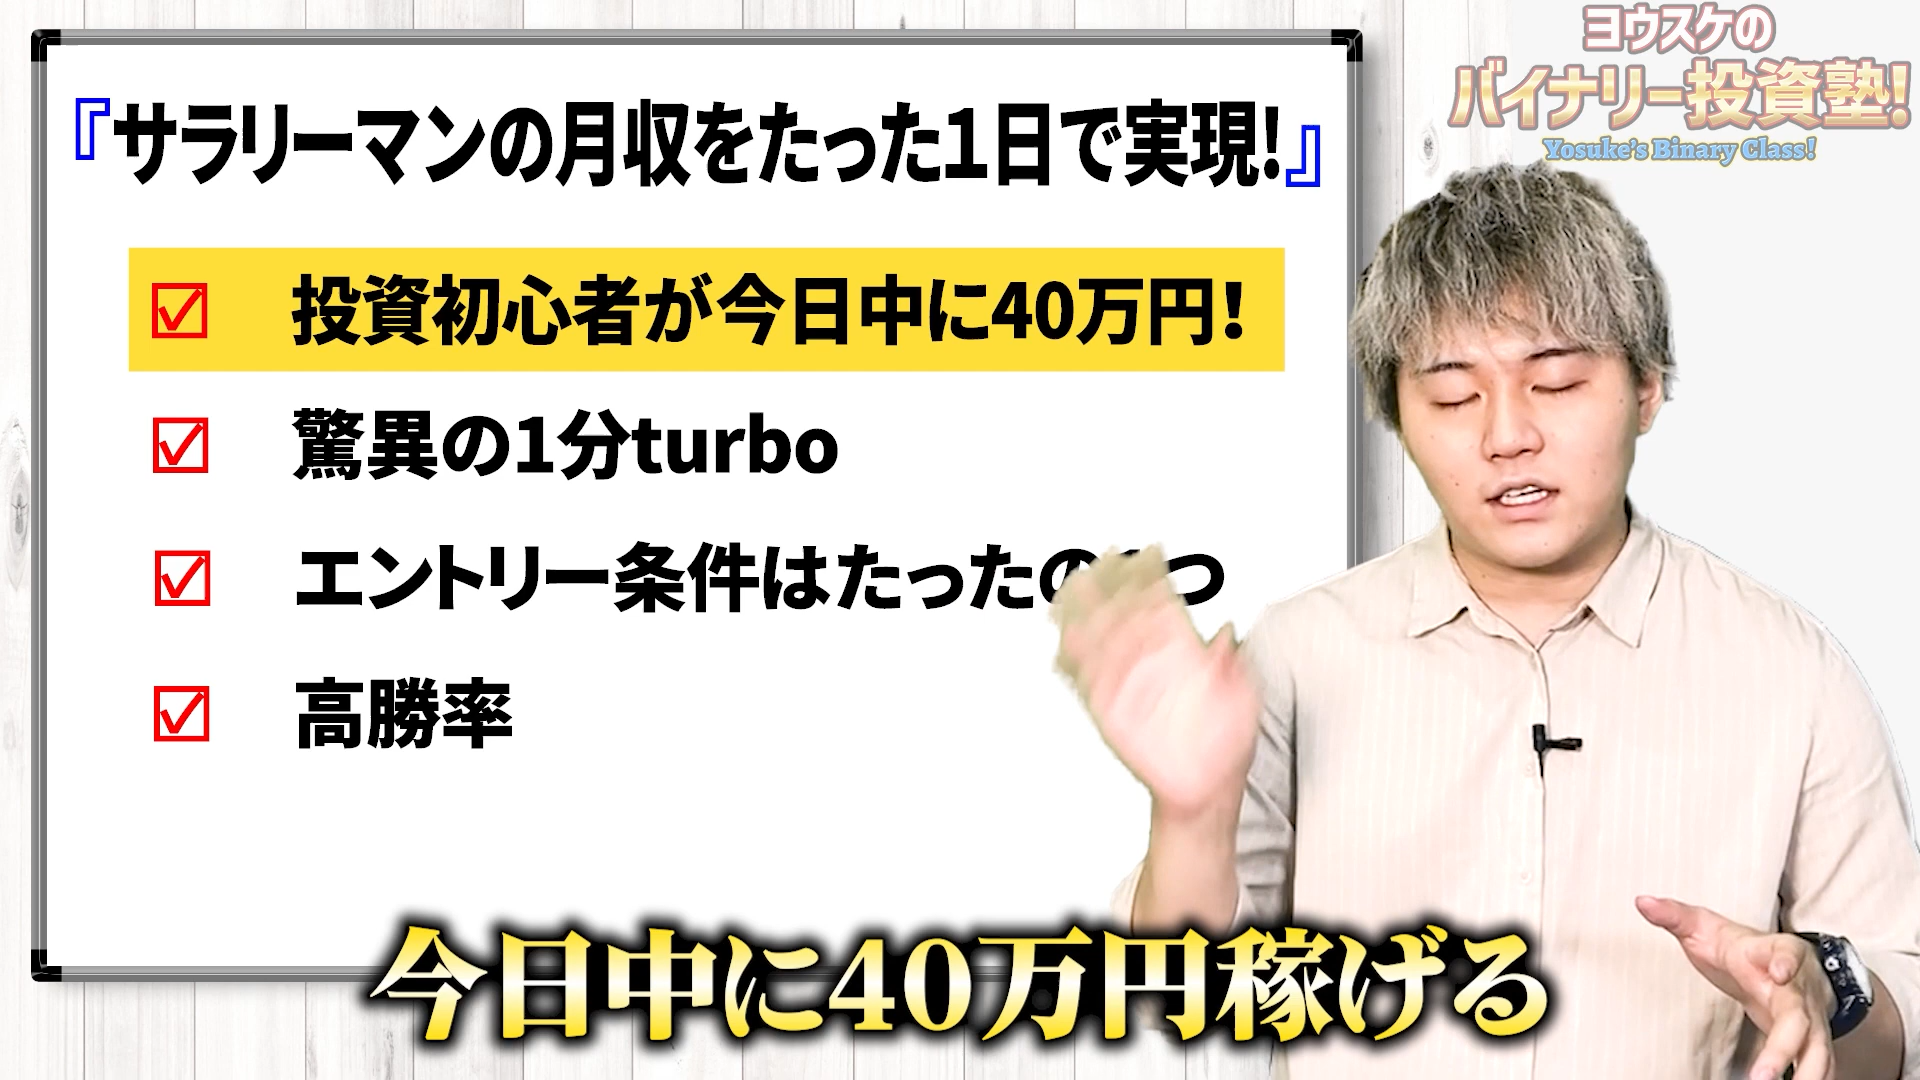 ヨウスケの
バイナリー投資塾!
Yosuke's Binary Class!
『サラリーマンの月収をたった1日で実現!』
投資初心者が今日中に40万円!
驚異の1分turbo
エントリー条件はたったの つ
高勝率
今日中に40万円稼げる